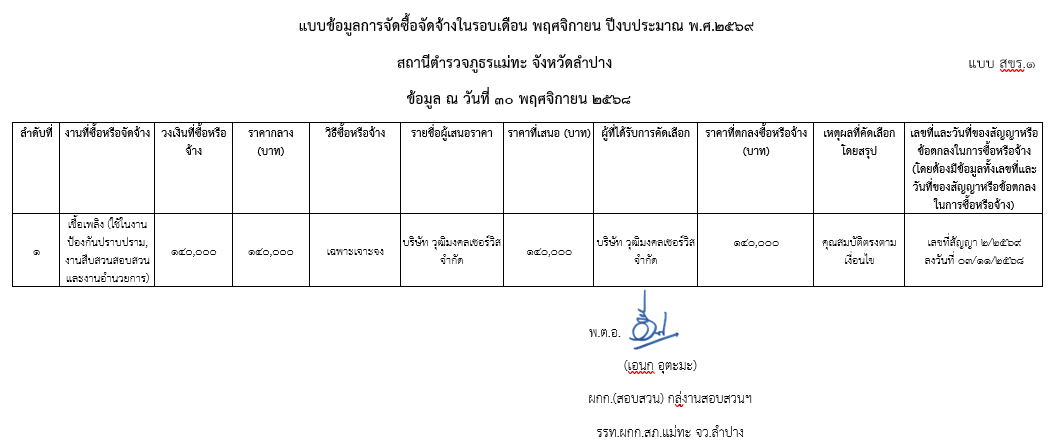 แบบข้อมูลการจัดซื้อจัดจ้างในรอบเดือน พฤศจิกายน ปีงบประมาณ พ.ศ.๒๕๖๙
สถานีตำรวจภูธรแม่ทะ จังหวัดลำปาง
แบบ สขร.๑
ข้อมูล ณ วันที่ ๓๐ พฤศจิกายน ๒๕๖๘
ลำดับที่
งานที่ซื้อหรือจัดจ้าง
วงเงินที่ซื้อหรือ
จ้าง
ราคากลาง
(บาท)
วิธีซื้อหรือจ้าง
รายชื่อผู้เสนอราคา
ราคาที่เสนอ (บาท)
ผู้ที่ได้รับการคัดเลือก
ราคาที่ตกลงซื้อหรือจ้าง
(บาท)
เหตุผลที่คัดเลือก
โดยสรุป
เลขที่และวันที่ของสัญญาหรือ
ข้อตกลงในการซื้อหรือจ้าง
(โดยต้องมีข้อมูลทั้งเลขที่และ
วันที่ของสัญญาหรือข้อตกลง
ในการซื้อหรือจ้าง)
๑
เชื้อเพลิง (ใช้ในงาน
ป้องกันปราบปราม,
งานสืบสวนสอบสวน
และงานอำนวยการ)
๑๔๐,๐๐๐
๑๔๐,๐๐๐
เฉพาะเจาะจง
บริษัท วุฒิมงคลเซอร์วิส
จำกัด
๑๔๐,๐๐๐
บริษัท วุฒิมงคลเซอร์วิส
จำกัด
๑๔๐,๐๐๐
คุณสมบัติตรงตาม
เงื่อนไข
เลขที่สัญญา ๒/๒๕๖๙
ลงวันที่ ๐๓/๑๑/๒๕๖๘
พ.ต.อ.
(เอนก อุตะมะ)
ผกก.(สอบสวน) กลุ่งานสอบสวนฯ
รรท.ผกก.สภ.แม่ทะ จว.ลำปาง